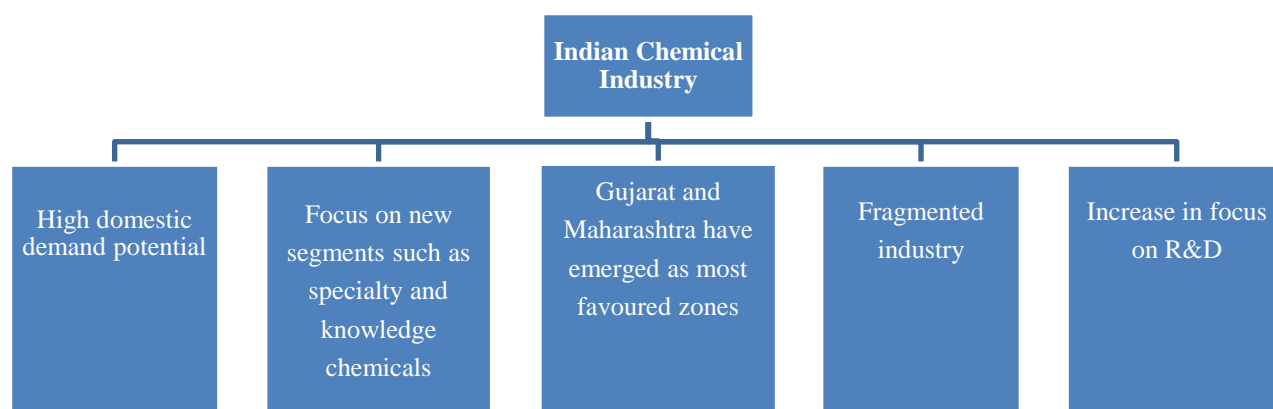 Indian Chemical
Industry
High domestic
demand potential
Focus on new
segments such as
specialty and
knowledge
chemicals
Gujarat and
Maharashtra have
emerged as most
favoured zones
Fragmented
industry
Increase in focus
on R&D